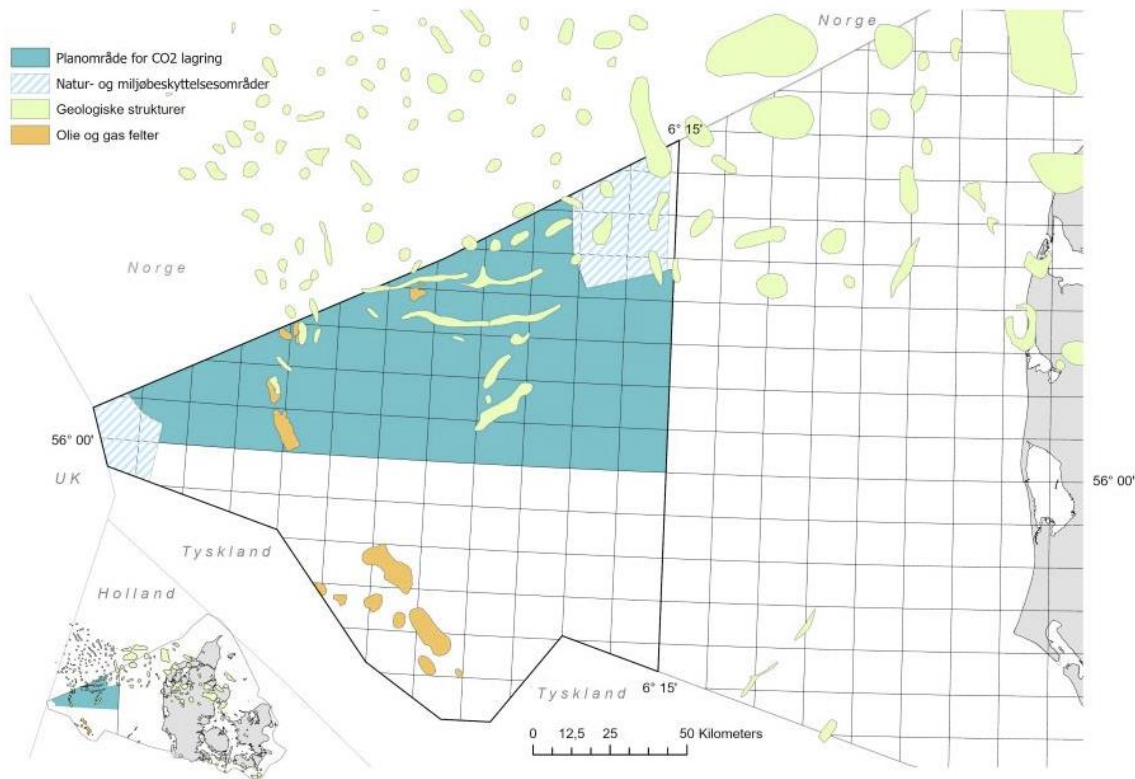 Norge
Planområde for CO2 lagring
Natur- og miljøbeskyttelsesområder
Geologiske strukturer
Olie og gas felter
6° 15'
Norge
56° 00'
UK
56° 00'
Tyskland
Holland
Tyskland
6° 15'
0 12,5 25 50 Kilometers